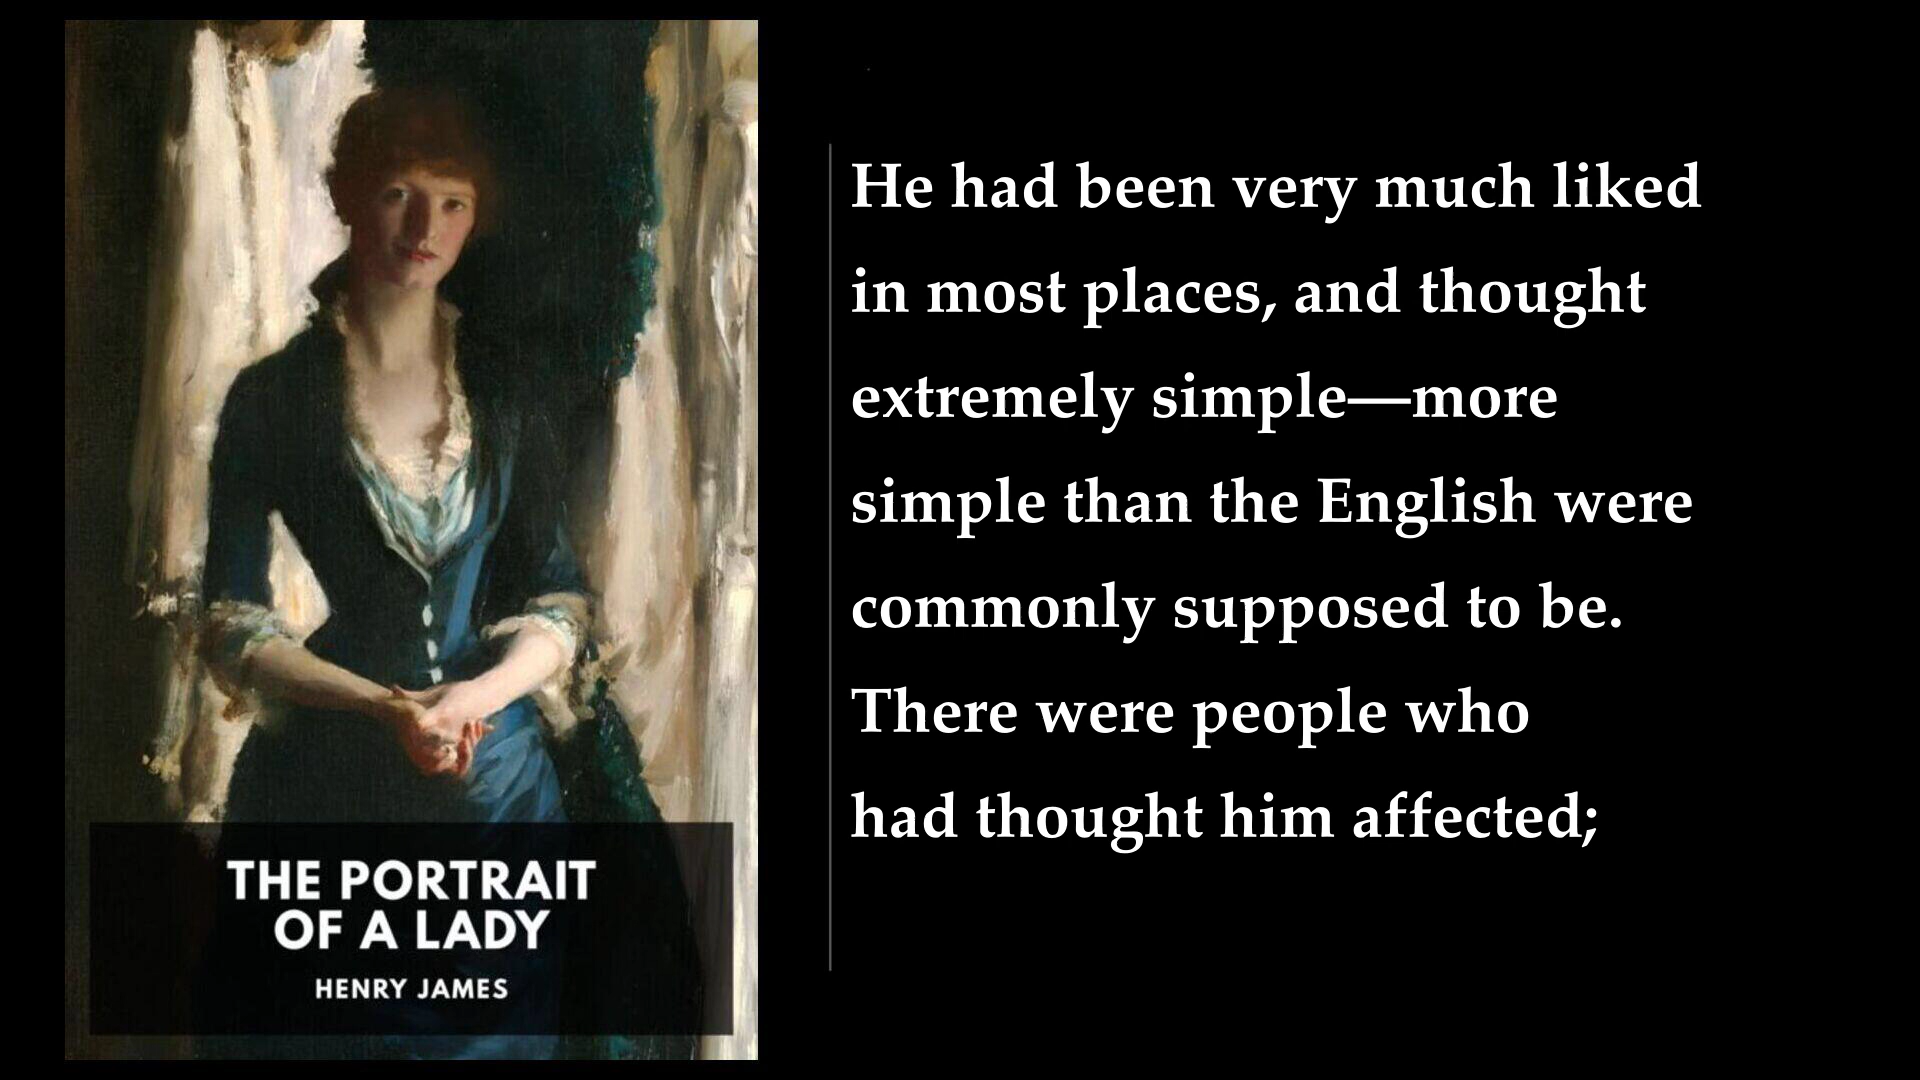 He had been very much liked
in most places, and thought
extremely simple—more
simple than the English were
commonly supposed to be.
There were people who
had thought him affected;
THE PORTRAIT
OF A LADY
HENRY JAMES